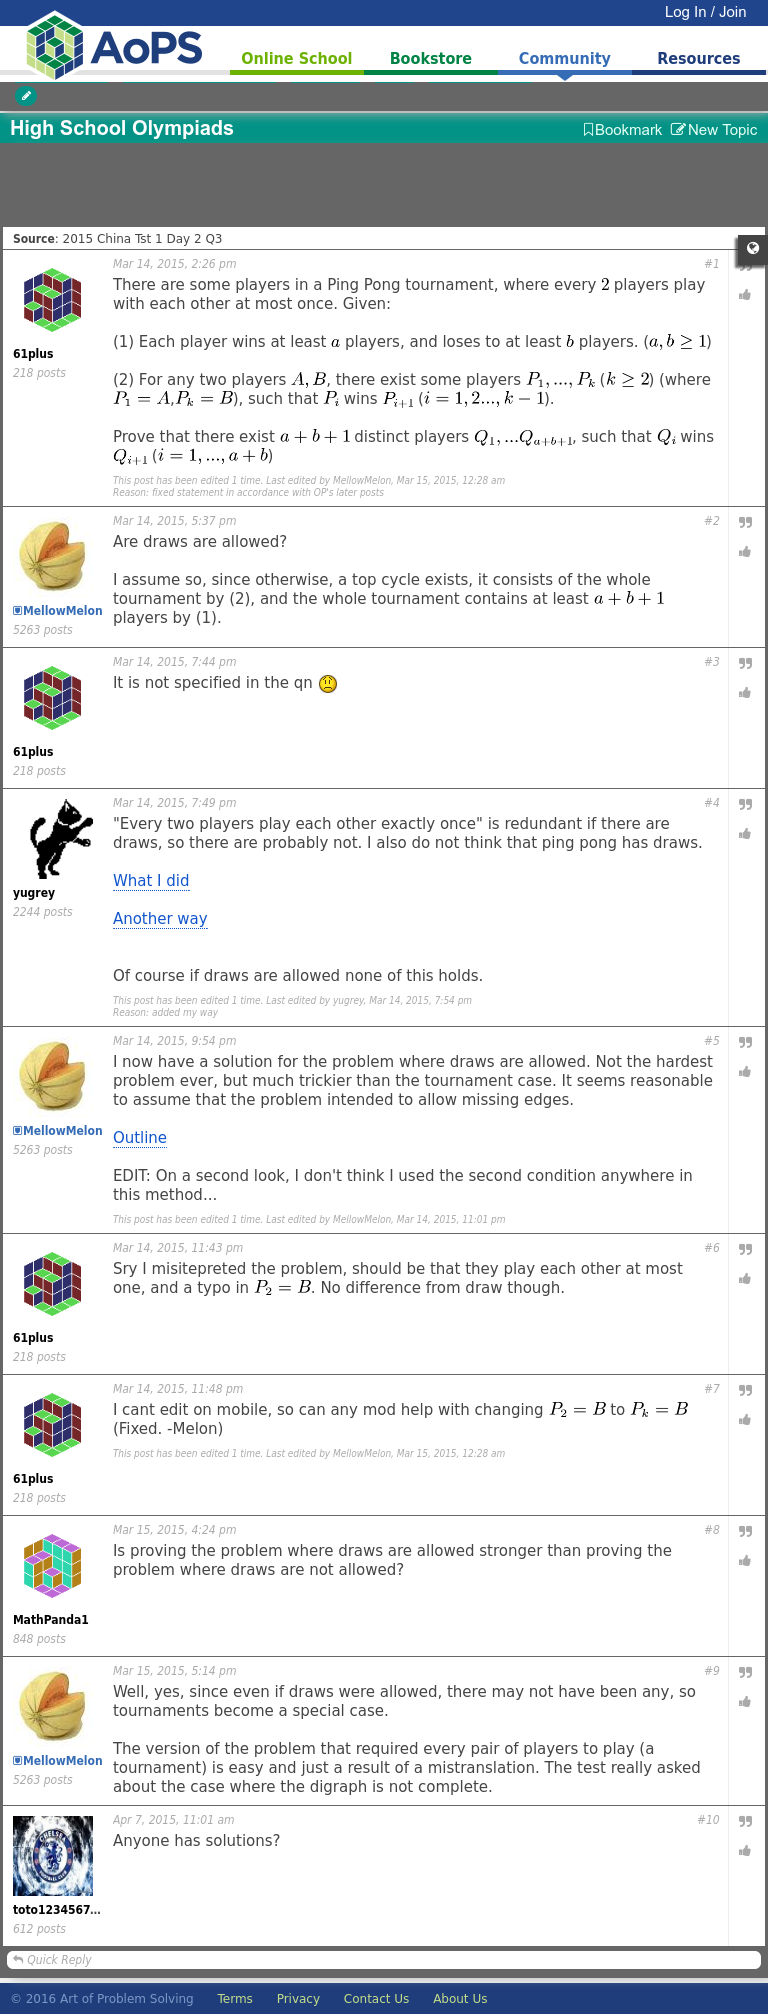 Log In / Join
AoPS
Online School
Bookstore
Community
Resources
High School Olympiads
Bookmark
New Topic
Source: 2015 China Tst 1 Day 2 Q3
Mar 14, 2015, 2:26 pm
#1
There are some players in a Ping Pong tournament, where every 2 players play
with each other at most once. Given:
(1) Each player wins at least a players, and loses to at least b players. (a, b ≥ 1)
(2) For any two players A, B, there exist some players P₁, ..., Pₖ (k ≥ 2) (where
P₁ = A,Pₖ = B), such that Pᵢ wins Pᵢ₊₁ (i = 1, 2..., k − 1).
Prove that there exist a + b + 1 distinct players Q₁, ...Q_{a+b+1}, such that Qᵢ wins
Qᵢ₊₁ (i = 1, ..., a + b)
This post has been edited 1 time. Last edited by MellowMelon, Mar 15, 2015, 12:28 am
Reason: fixed statement in accordance with OP's later posts
61plus
218 posts
Mar 14, 2015, 5:37 pm
#2
Are draws are allowed?
I assume so, since otherwise, a top cycle exists, it consists of the whole
tournament by (2), and the whole tournament contains at least a + b + 1
players by (1).
MellowMelon
5263 posts
Mar 14, 2015, 7:44 pm
#3
It is not specified in the qn
61plus
218 posts
Mar 14, 2015, 7:49 pm
#4
"Every two players play each other exactly once" is redundant if there are
draws, so there are probably not. I also do not think that ping pong has draws.
What I did
Another way
Of course if draws are allowed none of this holds.
This post has been edited 1 time. Last edited by yugrey, Mar 14, 2015, 7:54 pm
Reason: added my way
yugrey
2244 posts
Mar 14, 2015, 9:54 pm
#5
I now have a solution for the problem where draws are allowed. Not the hardest
problem ever, but much trickier than the tournament case. It seems reasonable
to assume that the problem intended to allow missing edges.
Outline
EDIT: On a second look, I don't think I used the second condition anywhere in
this method...
This post has been edited 1 time. Last edited by MellowMelon, Mar 14, 2015, 11:01 pm
MellowMelon
5263 posts
Mar 14, 2015, 11:43 pm
#6
Sry I misitepreted the problem, should be that they play each other at most
one, and a typo in P₂ = B. No difference from draw though.
61plus
218 posts
Mar 14, 2015, 11:48 pm
#7
I cant edit on mobile, so can any mod help with changing P₂ = B to Pₖ = B
(Fixed. -Melon)
This post has been edited 1 time. Last edited by MellowMelon, Mar 15, 2015, 12:28 am
61plus
218 posts
Mar 15, 2015, 4:24 pm
#8
Is proving the problem where draws are allowed stronger than proving the
problem where draws are not allowed?
MathPanda1
848 posts
Mar 15, 2015, 5:14 pm
#9
Well, yes, since even if draws were allowed, there may not have been any, so
tournaments become a special case.
The version of the problem that required every pair of players to play (a
tournament) is easy and just a result of a mistranslation. The test really asked
about the case where the digraph is not complete.
MellowMelon
5263 posts
Apr 7, 2015, 11:01 am
#10
Anyone has solutions?
toto1234567...
612 posts
Quick Reply
© 2016 Art of Problem Solving
Terms
Privacy
Contact Us
About Us